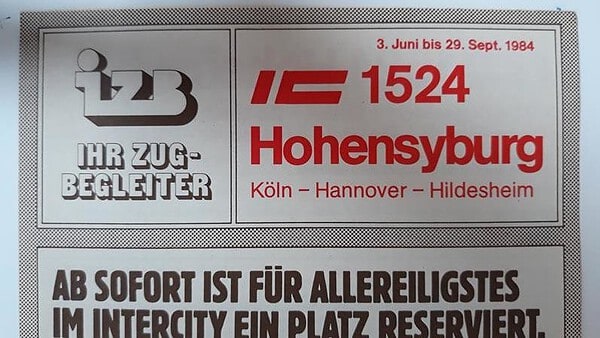 izb
IHR ZUG-
BEGLEITER
3. Juni bis 29. Sept. 1984
IC 1524
Hohensyburg
Köln – Hannover – Hildesheim
AB SOFORT IST FÜR ALLEREILIGSTES
IM INTERCITY EIN PLATZ RESERVIERT.